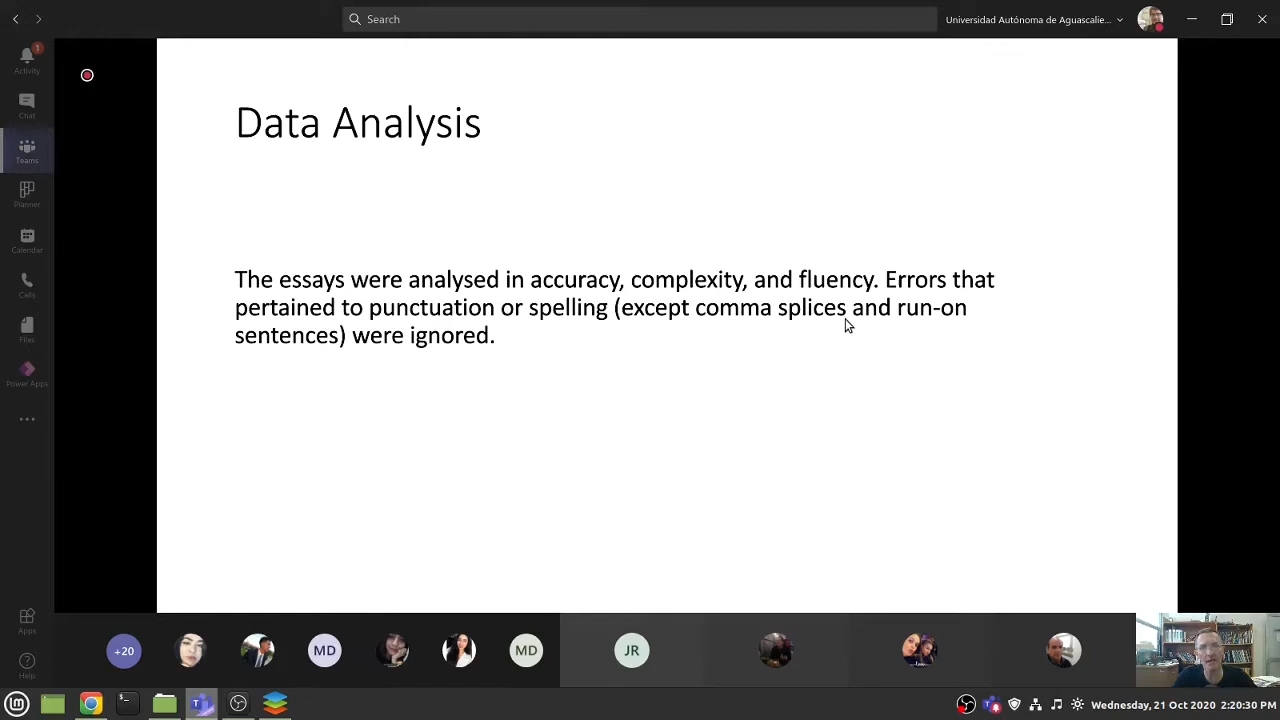 Search
Universidad Autónoma de Aguascalie...
1
Activity
Chat
Teams
Planner
Calendar
Calls
Files
Power Apps
Apps
Help
Data Analysis
The essays were analysed in accuracy, complexity, and fluency. Errors that
pertained to punctuation or spelling (except comma splices and run-on
sentences) were ignored.
+20
MD
MD
JR
Wednesday, 21 Oct 2020 2:20:30 PM